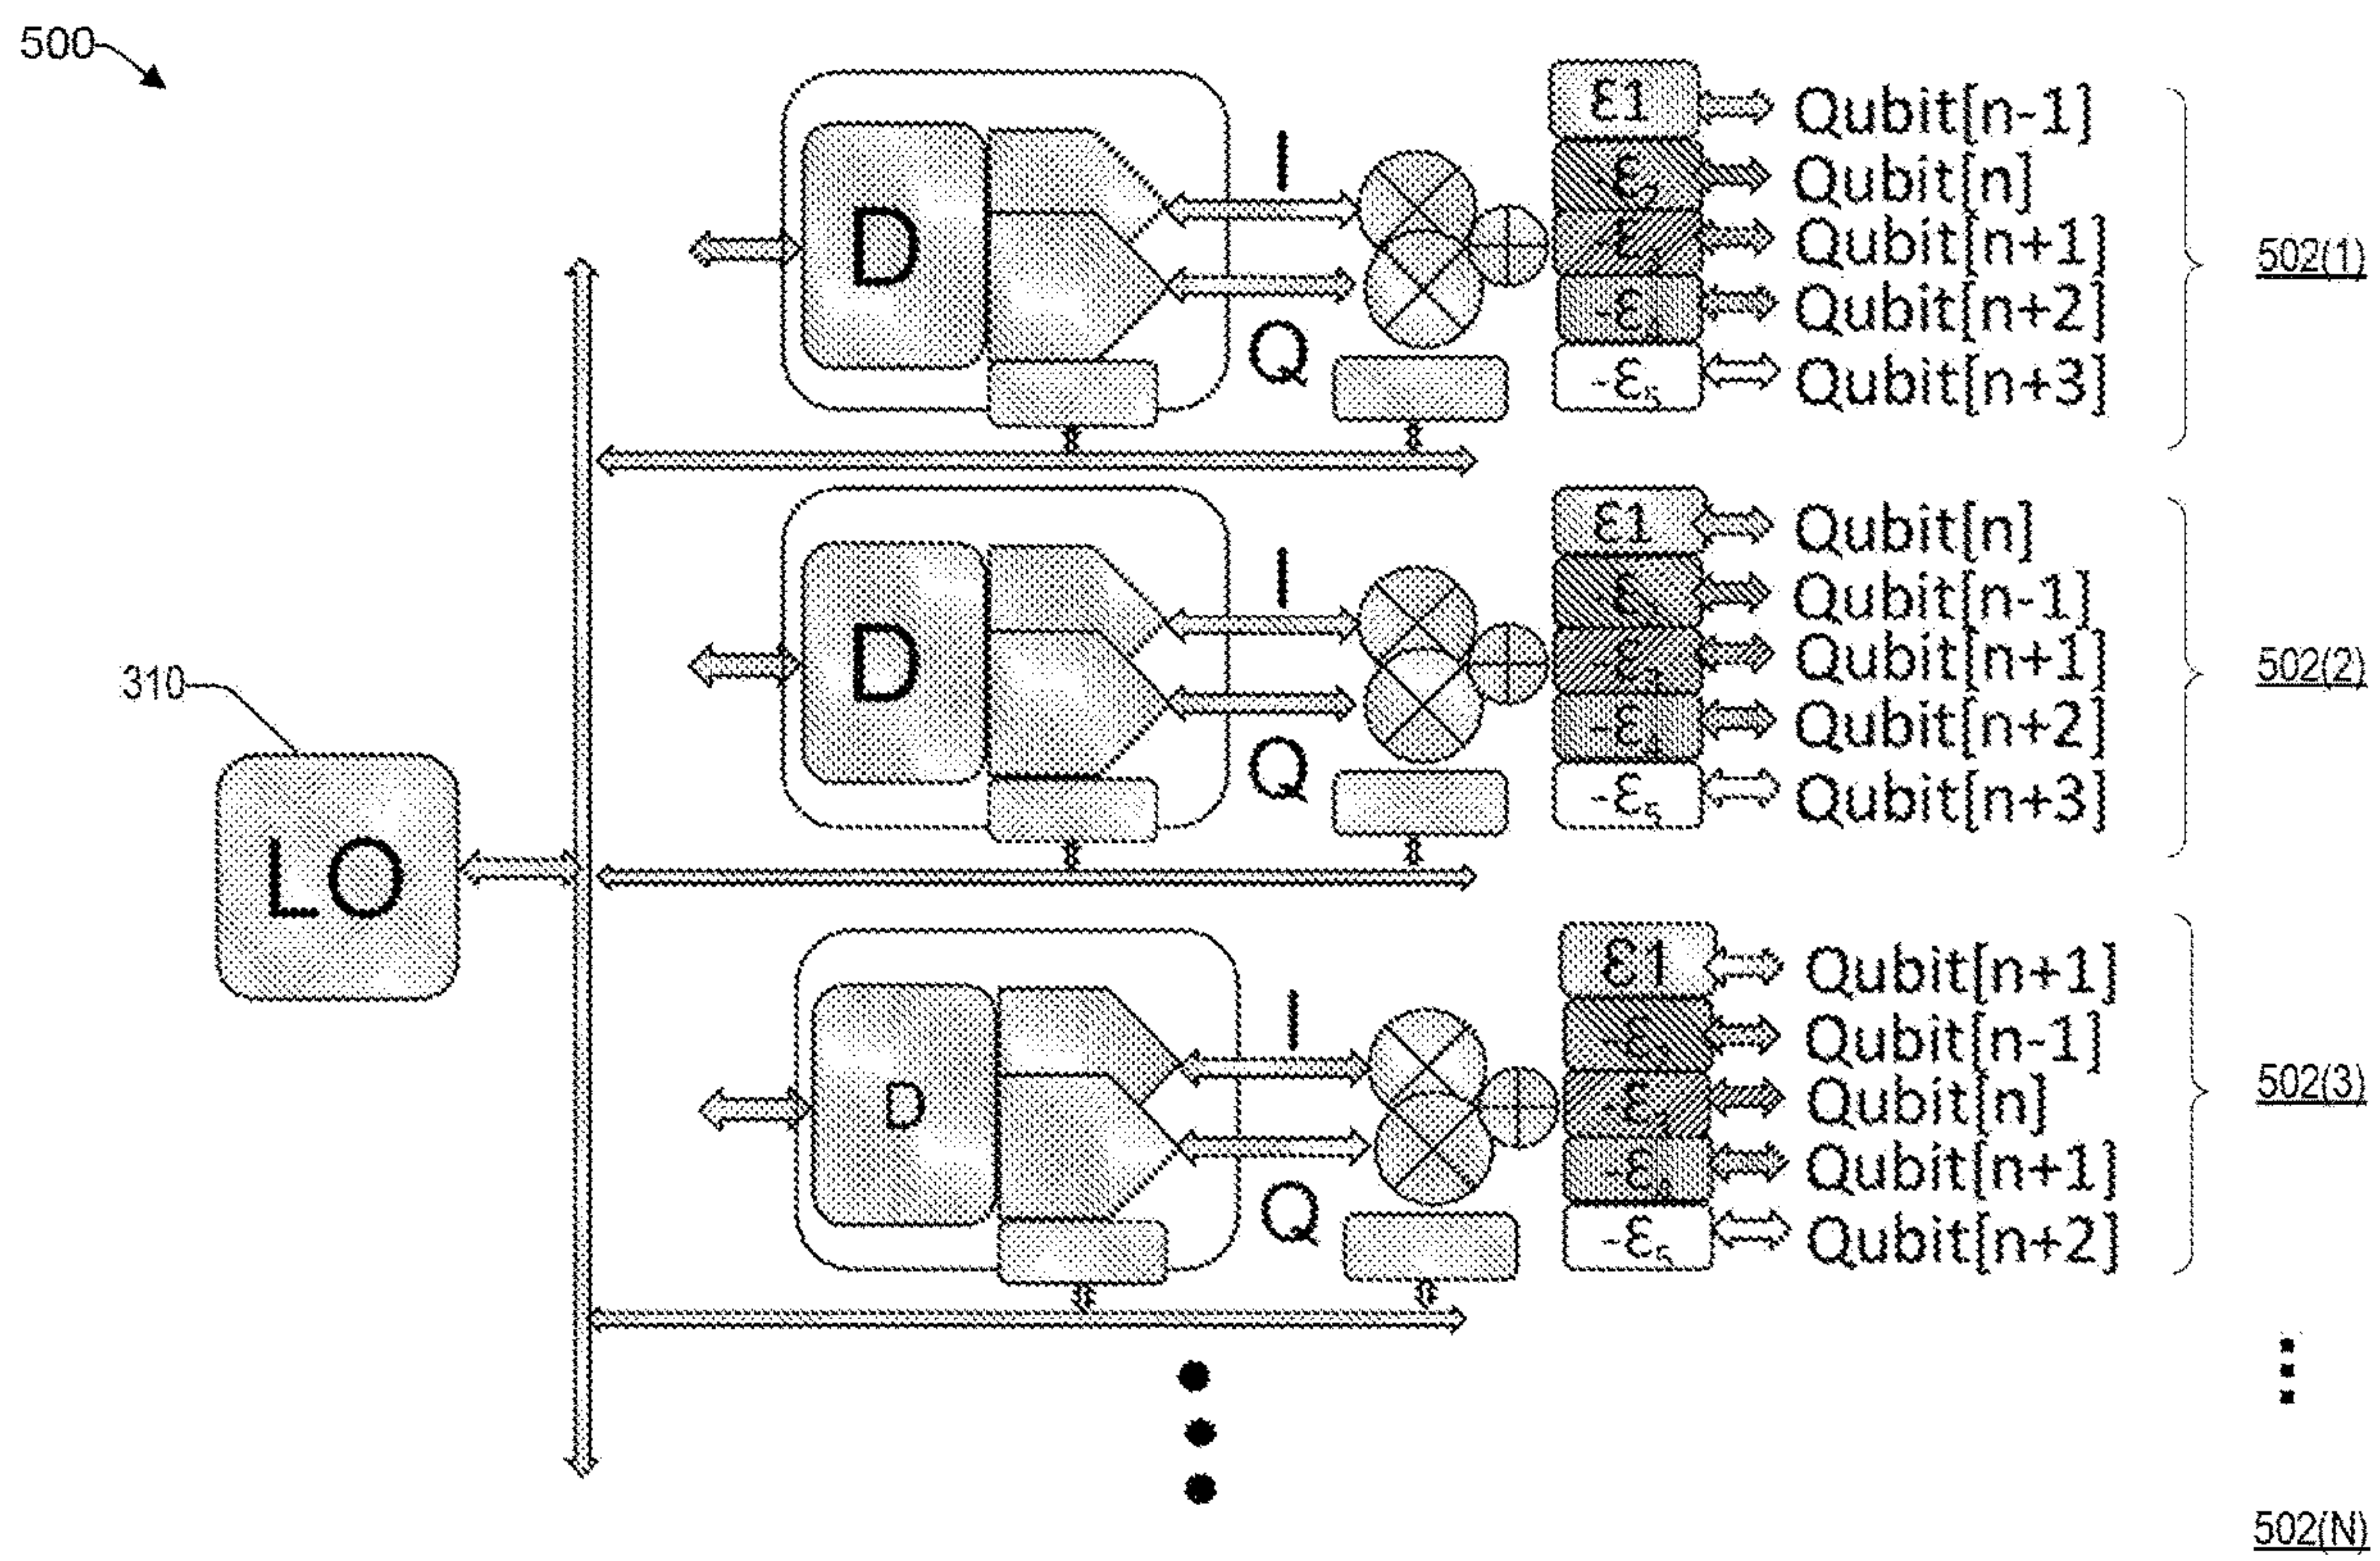 500
ε1 Qubit[n-1]
Qubit[n]
Qubit[n+1]
Qubit[n+2]
-ε5 Qubit[n+3]
D
I
Q
502(1)
ε1 Qubit[n]
Qubit[n-1]
Qubit[n+1]
Qubit[n+2]
-ε5 Qubit[n+3]
D
I
Q
502(2)
310
LO
ε1 Qubit[n+1]
Qubit[n-1]
Qubit[n]
Qubit[n+1]
-ε5 Qubit[n+2]
D
I
Q
502(3)
502(N)